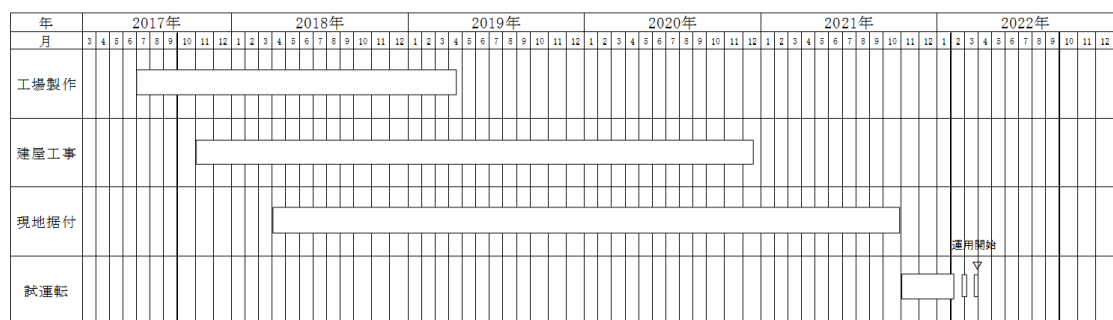 年 2017年 2018年 2019年 2020年 2021年 2022年
月 3 4 5 6 7 8 9 10 11 12 1 2 3 4 5 6 7 8 9 10 11 12 1 2 3 4 5 6 7 8 9 10 11 12 1 2 3 4 5 6 7 8 9 10 11 12 1 2 3 4 5 6 7 8 9 10 11 12 1 2 3 4 5 6 7 8 9 10 11 12
工場製作
建屋工事
現地据付
運用開始
試運転